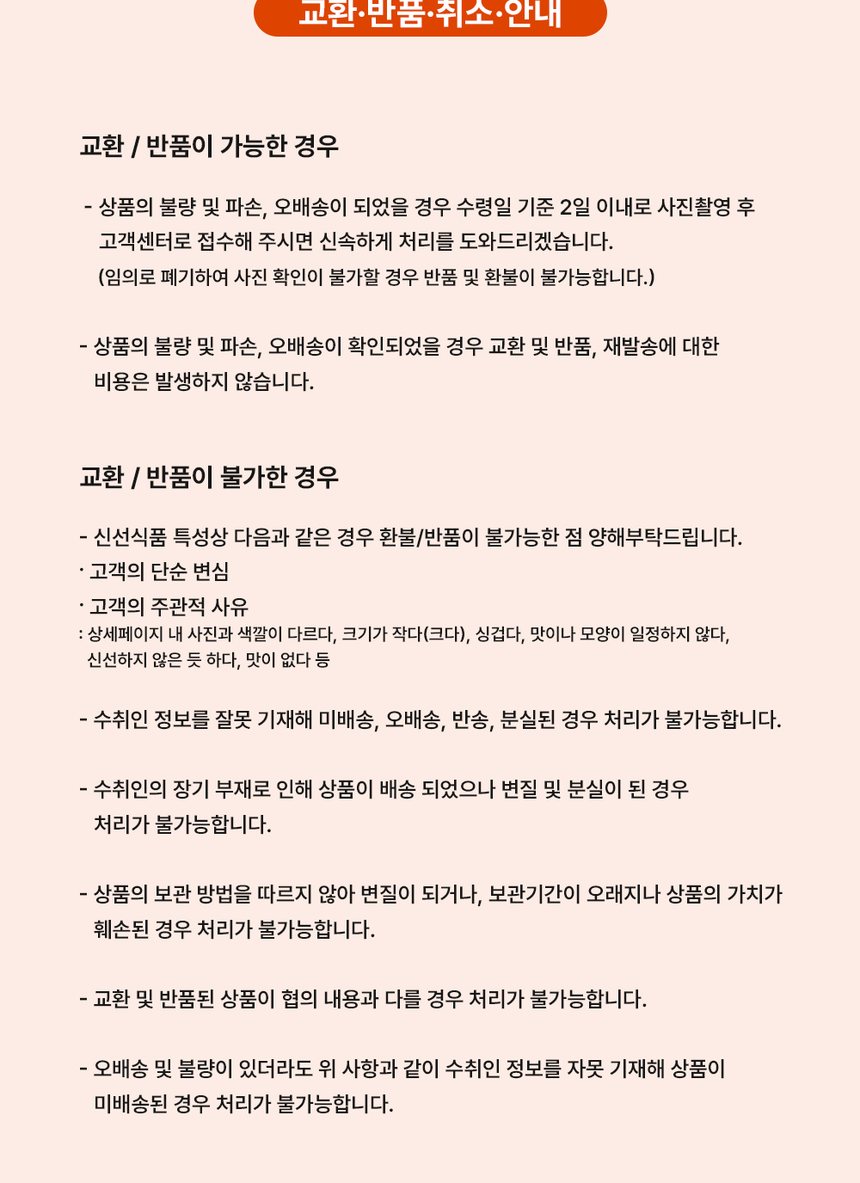 교환·반품·취소·안내
교환 / 반품이 가능한 경우
- 상품의 불량 및 파손, 오배송이 되었을 경우 수령일 기준 2일 이내로 사진촬영 후
고객센터로 접수해 주시면 신속하게 처리를 도와드리겠습니다.
(임의로 폐기하여 사진 확인이 불가할 경우 반품 및 환불이 불가능합니다.)
- 상품의 불량 및 파손, 오배송이 확인되었을 경우 교환 및 반품, 재발송에 대한
비용은 발생하지 않습니다.
교환 / 반품이 불가한 경우
- 신선식품 특성상 다음과 같은 경우 환불/반품이 불가능한 점 양해부탁드립니다.
· 고객의 단순 변심
· 고객의 주관적 사유
: 상세페이지 내 사진과 색깔이 다르다, 크기가 작다(크다), 싱겁다, 맛이나 모양이 일정하지 않다,
신선하지 않은 듯 하다, 맛이 없다 등
- 수취인 정보를 잘못 기재해 미배송, 오배송, 반송, 분실된 경우 처리가 불가능합니다.
- 수취인의 장기 부재로 인해 상품이 배송 되었으나 변질 및 분실이 된 경우
처리가 불가능합니다.
- 상품의 보관 방법을 따르지 않아 변질이 되거나, 보관기간이 오래지나 상품의 가치가
훼손된 경우 처리가 불가능합니다.
- 교환 및 반품된 상품이 협의 내용과 다를 경우 처리가 불가능합니다.
- 오배송 및 불량이 있더라도 위 사항과 같이 수취인 정보를 자못 기재해 상품이
미배송된 경우 처리가 불가능합니다.